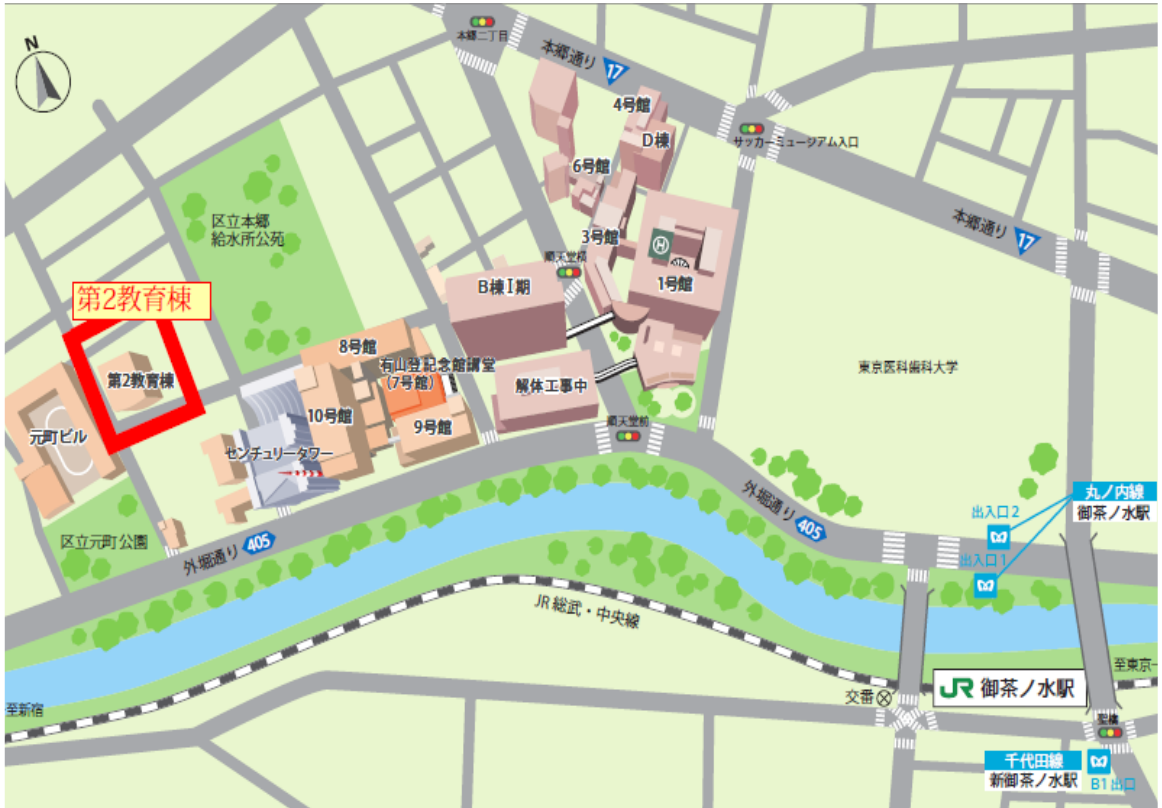 N
本郷二丁目
本郷通り 17
4号館
D棟
サッカーミュージアム入口
6号館
区立本郷
給水所公苑
3号館
本郷通り 17
順天堂横
H
1号館
第2教育棟
B棟Ⅰ期
8号館
有山登記念館講堂
(7号館)
東京医科歯科大学
第2教育棟
解体工事中
10号館
9号館
順天堂前
元町ビル
センチュリータワー
外堀通り 405
丸ノ内線
御茶ノ水駅
出入口2
区立元町公園
外堀通り 405
出入口1
JR 総武・中央線
至東京
JR 御茶ノ水駅
交番
至新宿
聖橋
千代田線
新御茶ノ水駅
B1出口